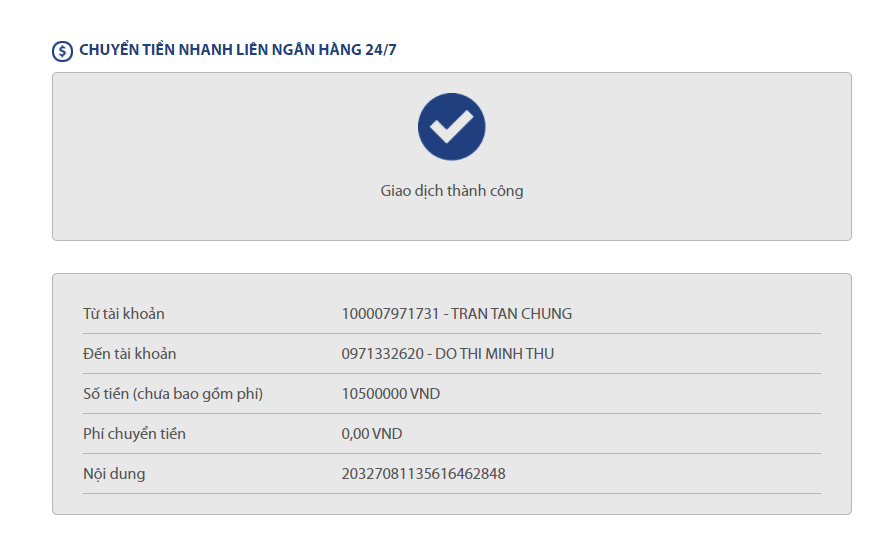 CHUYỂN TIỀN NHANH LIÊN NGÂN HÀNG 24/7
Giao dịch thành công
Từ tài khoản 100007971731 - TRAN TAN CHUNG
Đến tài khoản 0971332620 - DO THI MINH THU
Số tiền (chưa bao gồm phí) 10500000 VND
Phí chuyển tiền 0,00 VND
Nội dung 20327081135616462848